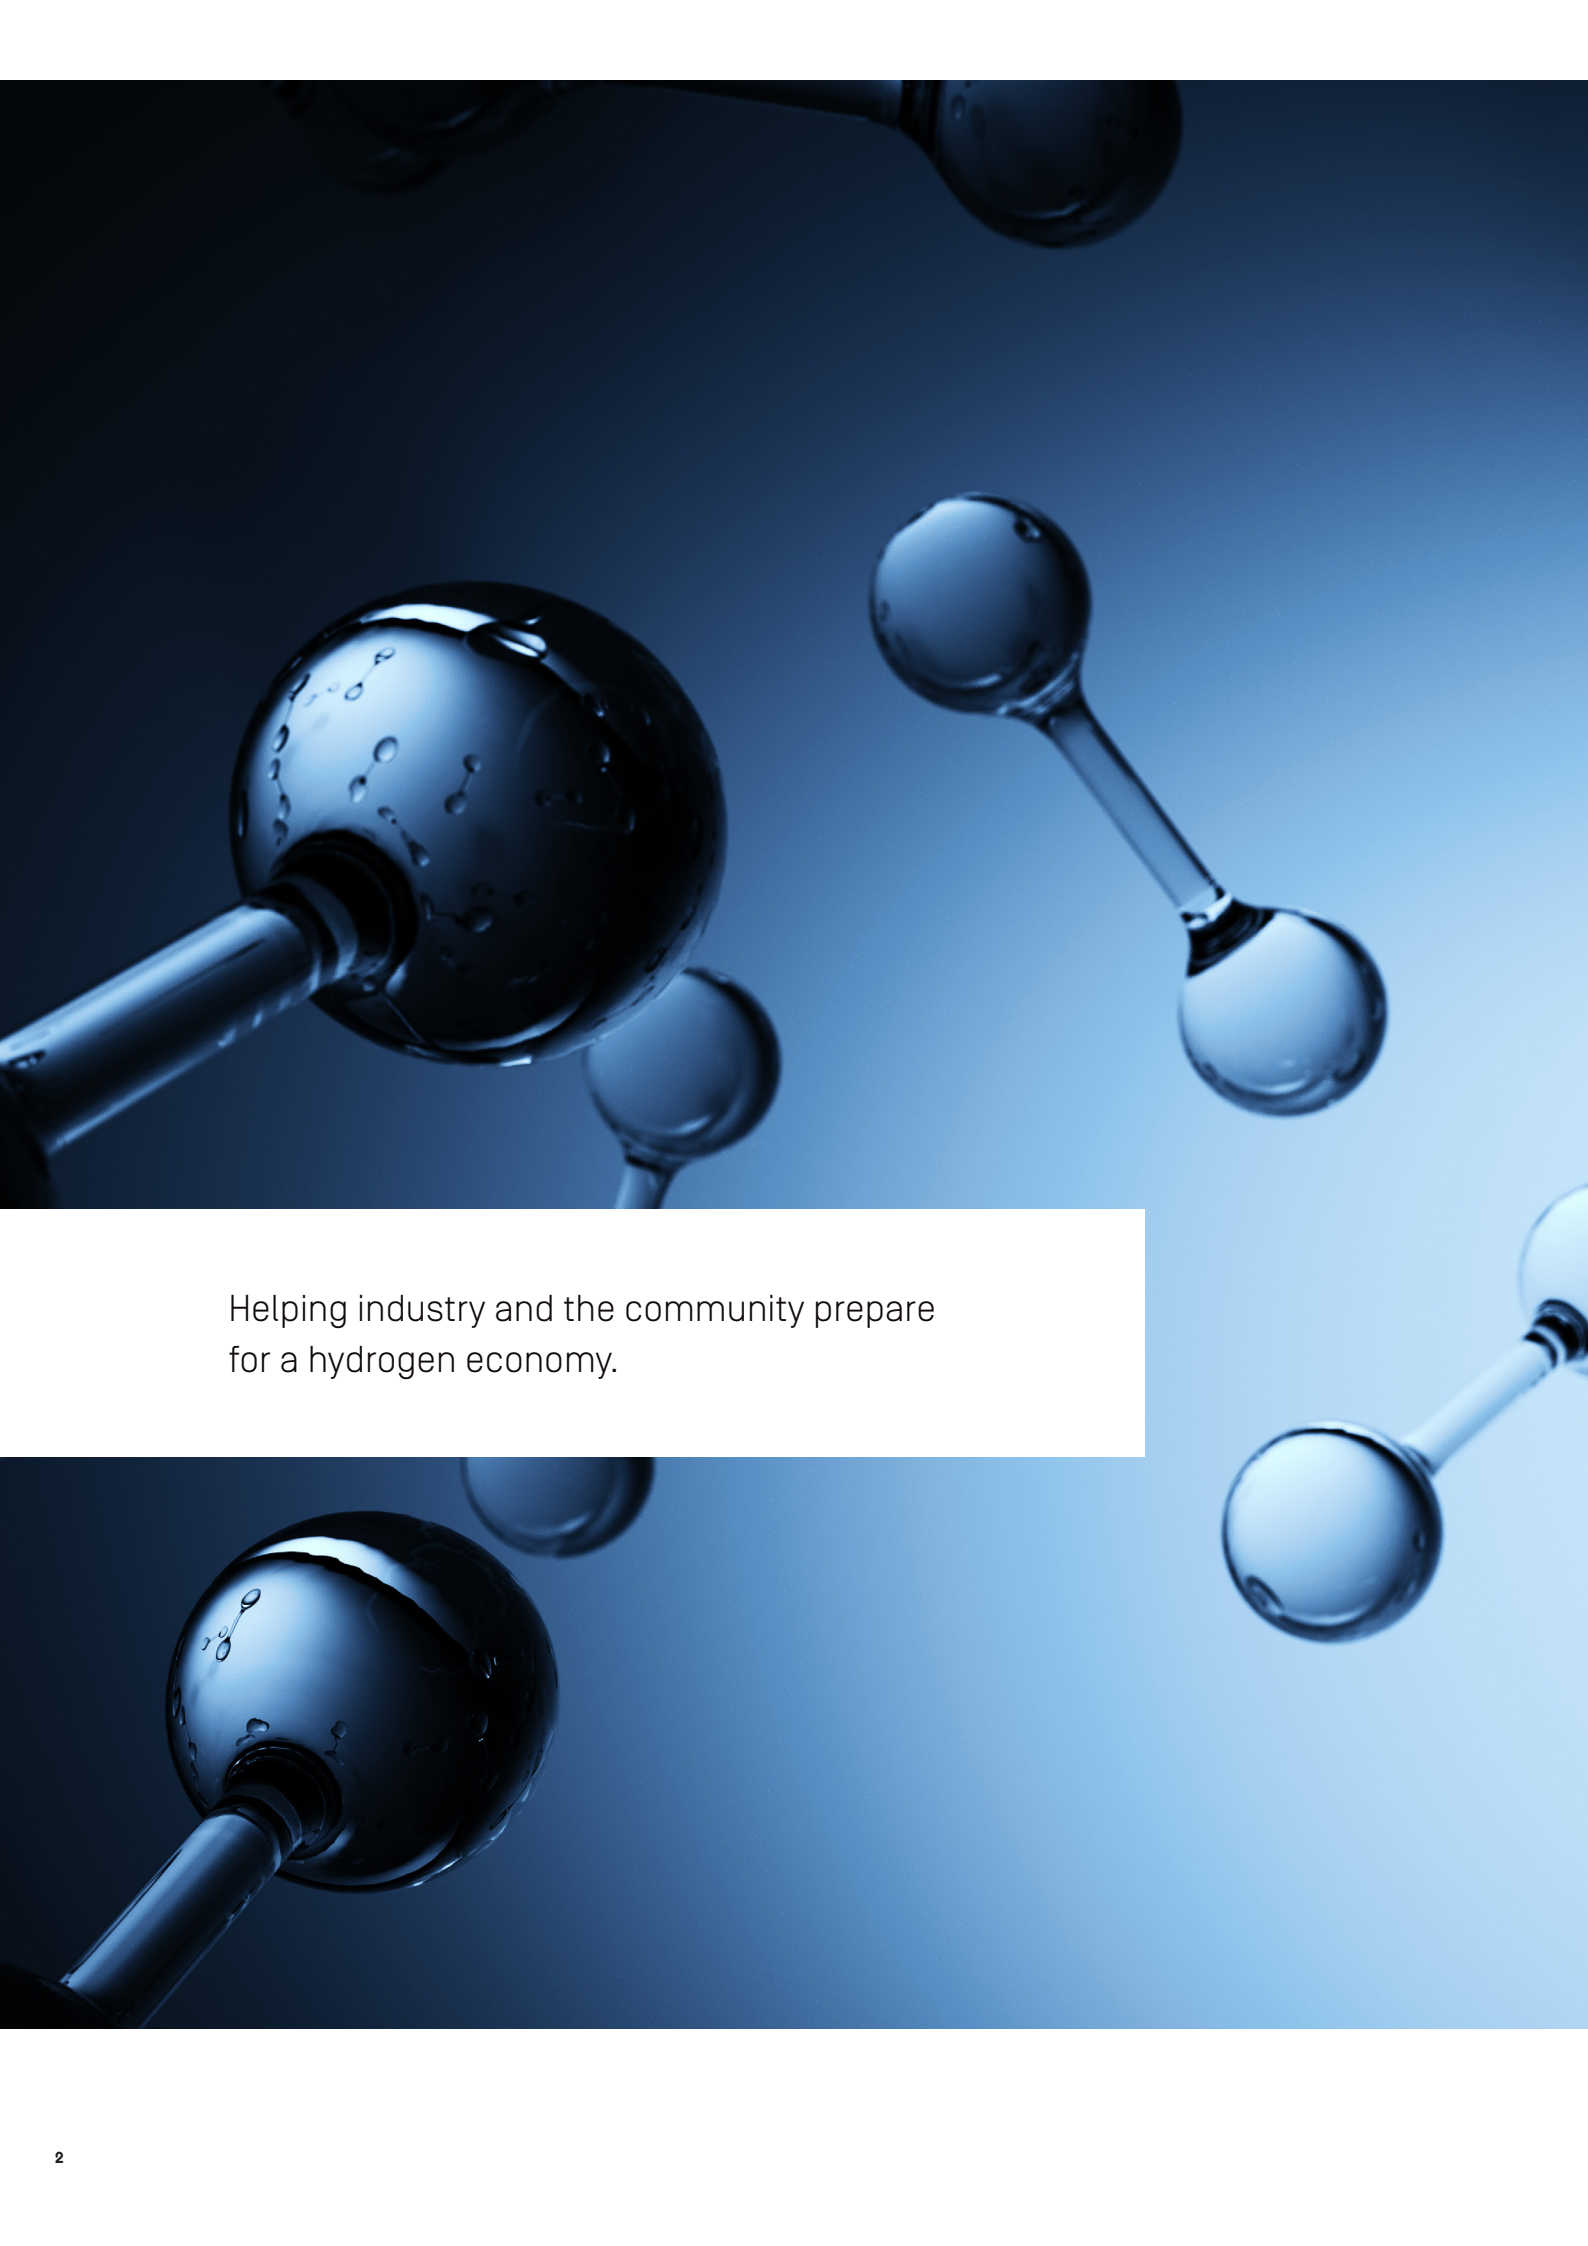 Helping industry and the community prepare
for a hydrogen economy.
2